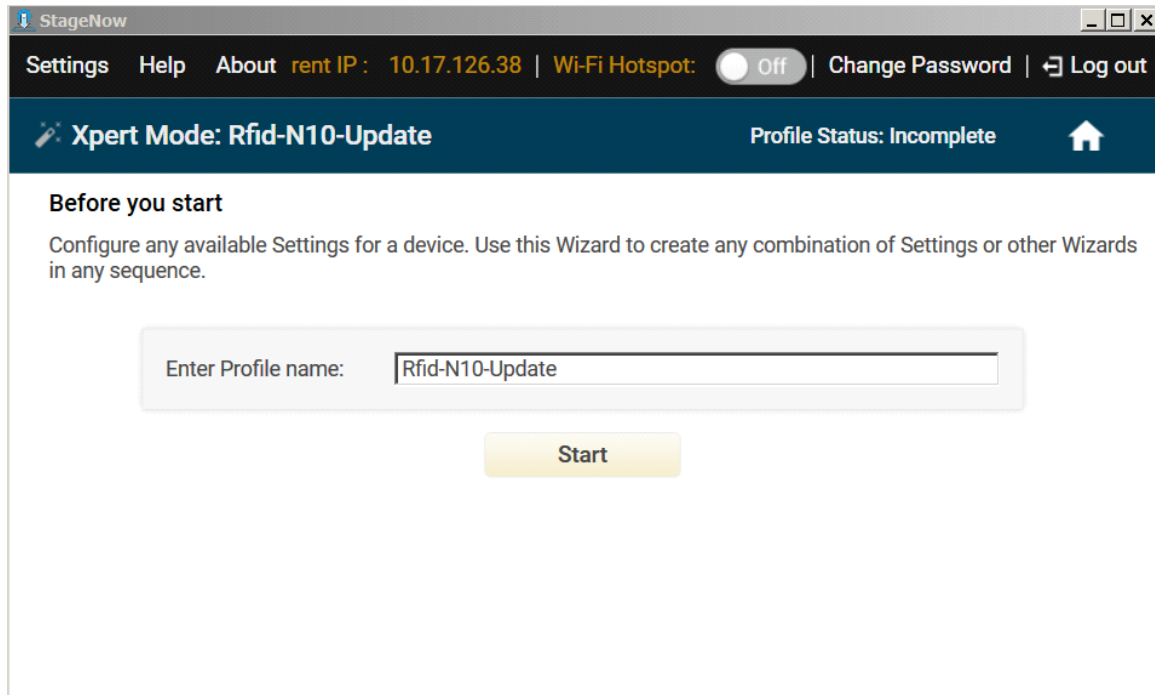 StageNow
Settings Help About rent IP : 10.17.126.38 | Wi-Fi Hotspot: Off | Change Password | Log out
Xpert Mode: Rfid-N10-Update Profile Status: Incomplete
Before you start
Configure any available Settings for a device. Use this Wizard to create any combination of Settings or other Wizards
in any sequence.
Enter Profile name: Rfid-N10-Update
Start